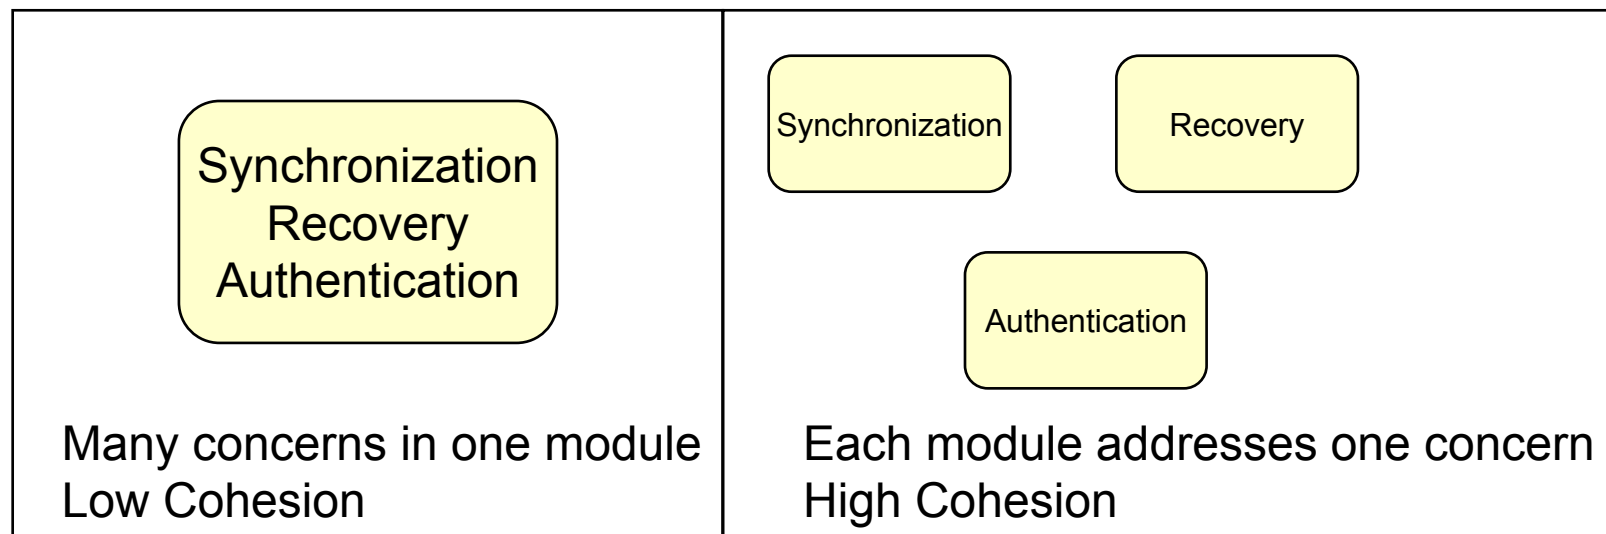 Synchronization
Recovery
Authentication
Many concerns in one module
Low Cohesion
Synchronization
Recovery
Authentication
Each module addresses one concern
High Cohesion